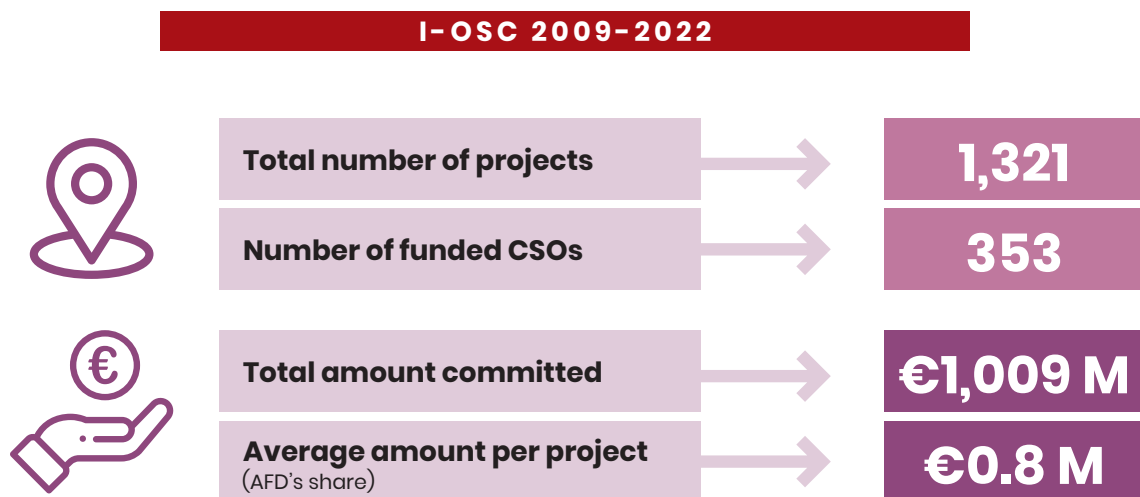 I-OSC 2009-2022
Total number of projects
1,321
Number of funded CSOs
353
€
Total amount committed
€1,009 M
Average amount per project
(AFD's share)
€0.8 M